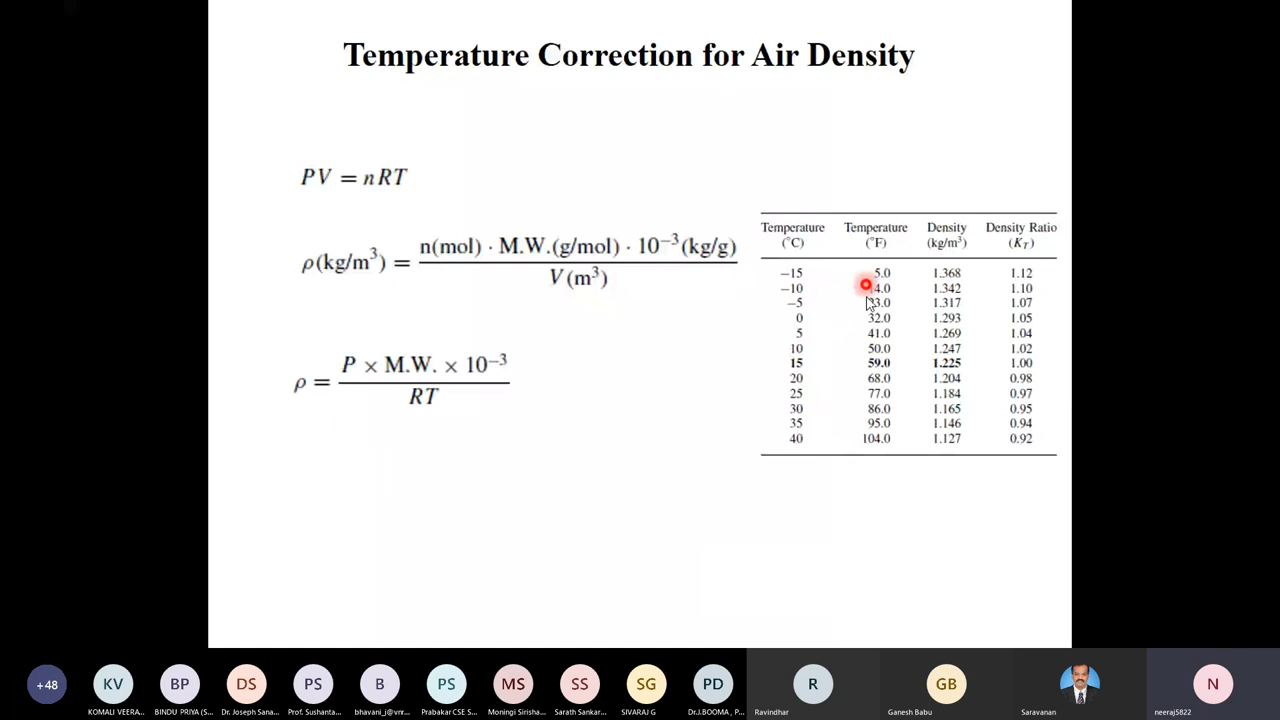 Temperature Correction for Air Density
PV = nRT
ρ(kg/m³) = n(mol) · M.W.(g/mol) · 10⁻³(kg/g) / V(m³)
ρ = P × M.W. × 10⁻³ / RT
Temperature (°C) Temperature (°F) Density (kg/m³) Density Ratio (K_T)
−15 5.0 1.368 1.12
−10 14.0 1.342 1.10
−5 23.0 1.317 1.07
0 32.0 1.293 1.05
5 41.0 1.269 1.04
10 50.0 1.247 1.02
15 59.0 1.225 1.00
20 68.0 1.204 0.98
25 77.0 1.184 0.97
30 86.0 1.165 0.95
35 95.0 1.146 0.94
40 104.0 1.127 0.92
+48 KV BP DS PS B PS MS SS SG PD R GB N
KOMALI VEERA... BINDU PRIYA (S... Dr. Joseph Sana... Prof. Sushanta... bhavani_j@vnr... Prabakar CSE S... Moningi Sirisha... Sarath Sankar... SIVARAJ G Dr.J.BOOMA , P... Ravindhar Ganesh Babu Saravanan neeraj5822